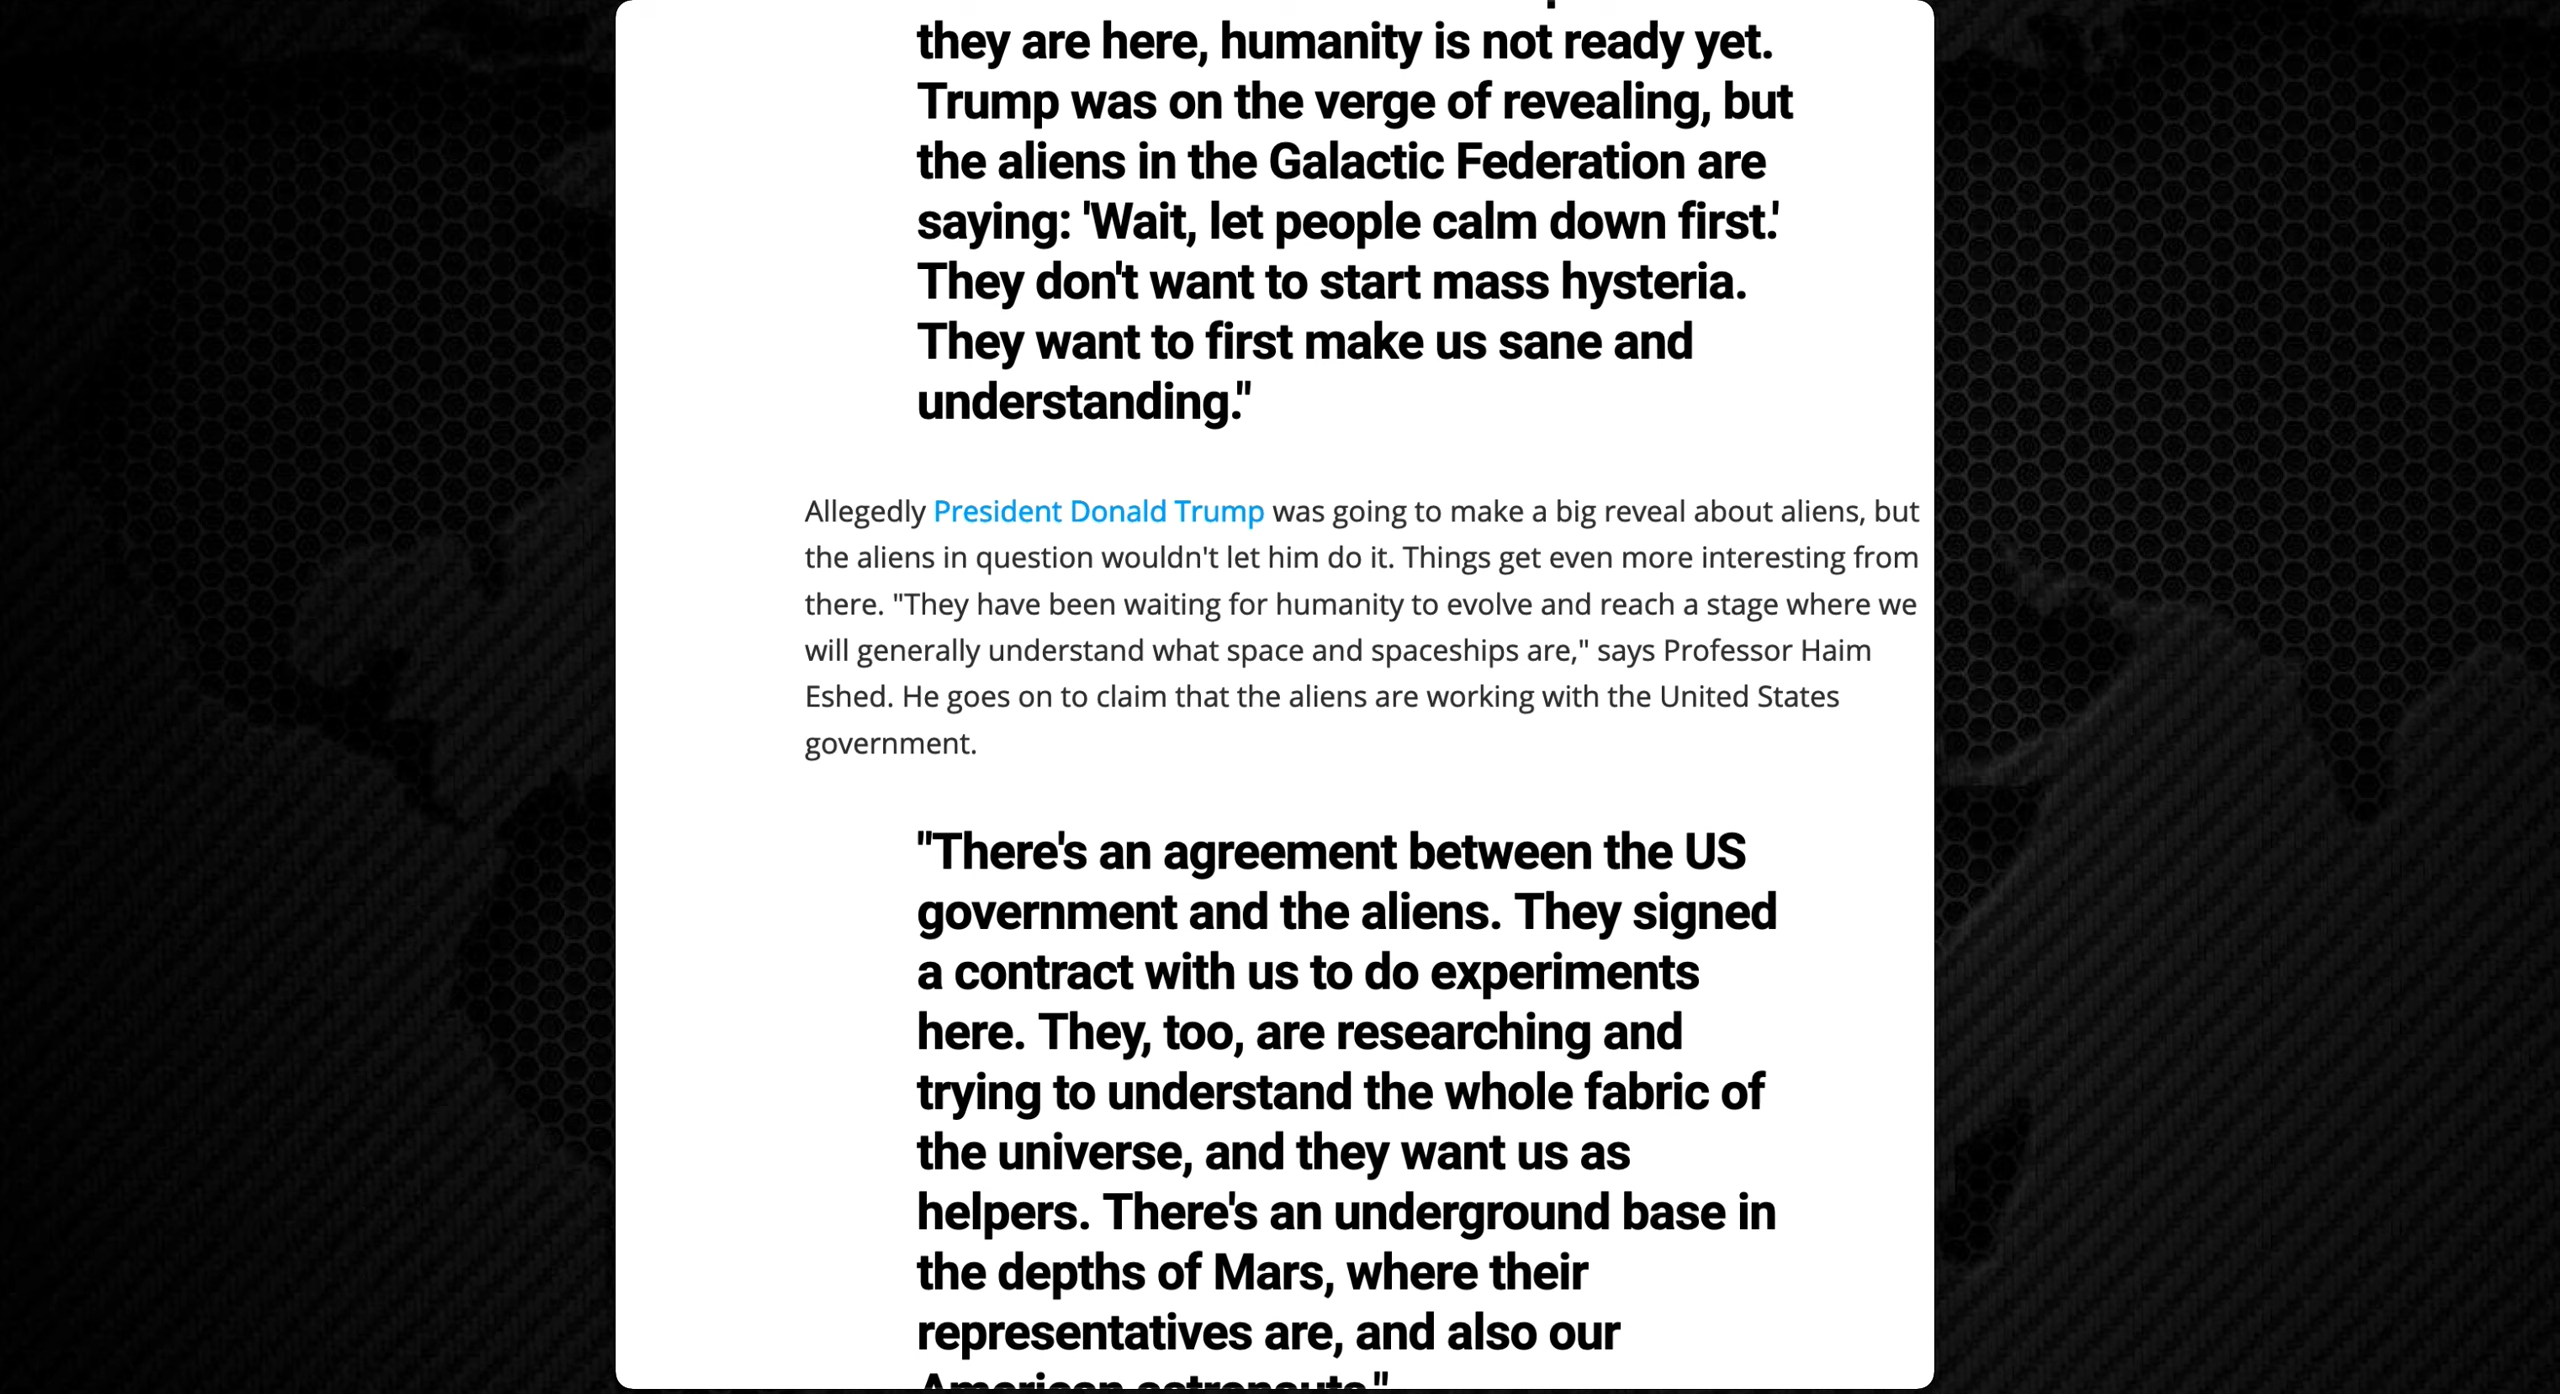 they are here, humanity is not ready yet.
Trump was on the verge of revealing, but
the aliens in the Galactic Federation are
saying: 'Wait, let people calm down first.'
They don't want to start mass hysteria.
They want to first make us sane and
understanding."
Allegedly President Donald Trump was going to make a big reveal about aliens, but
the aliens in question wouldn't let him do it. Things get even more interesting from
there. "They have been waiting for humanity to evolve and reach a stage where we
will generally understand what space and spaceships are," says Professor Haim
Eshed. He goes on to claim that the aliens are working with the United States
government.
"There's an agreement between the US
government and the aliens. They signed
a contract with us to do experiments
here. They, too, are researching and
trying to understand the whole fabric of
the universe, and they want us as
helpers. There's an underground base in
the depths of Mars, where their
representatives are, and also our
American astronauts."